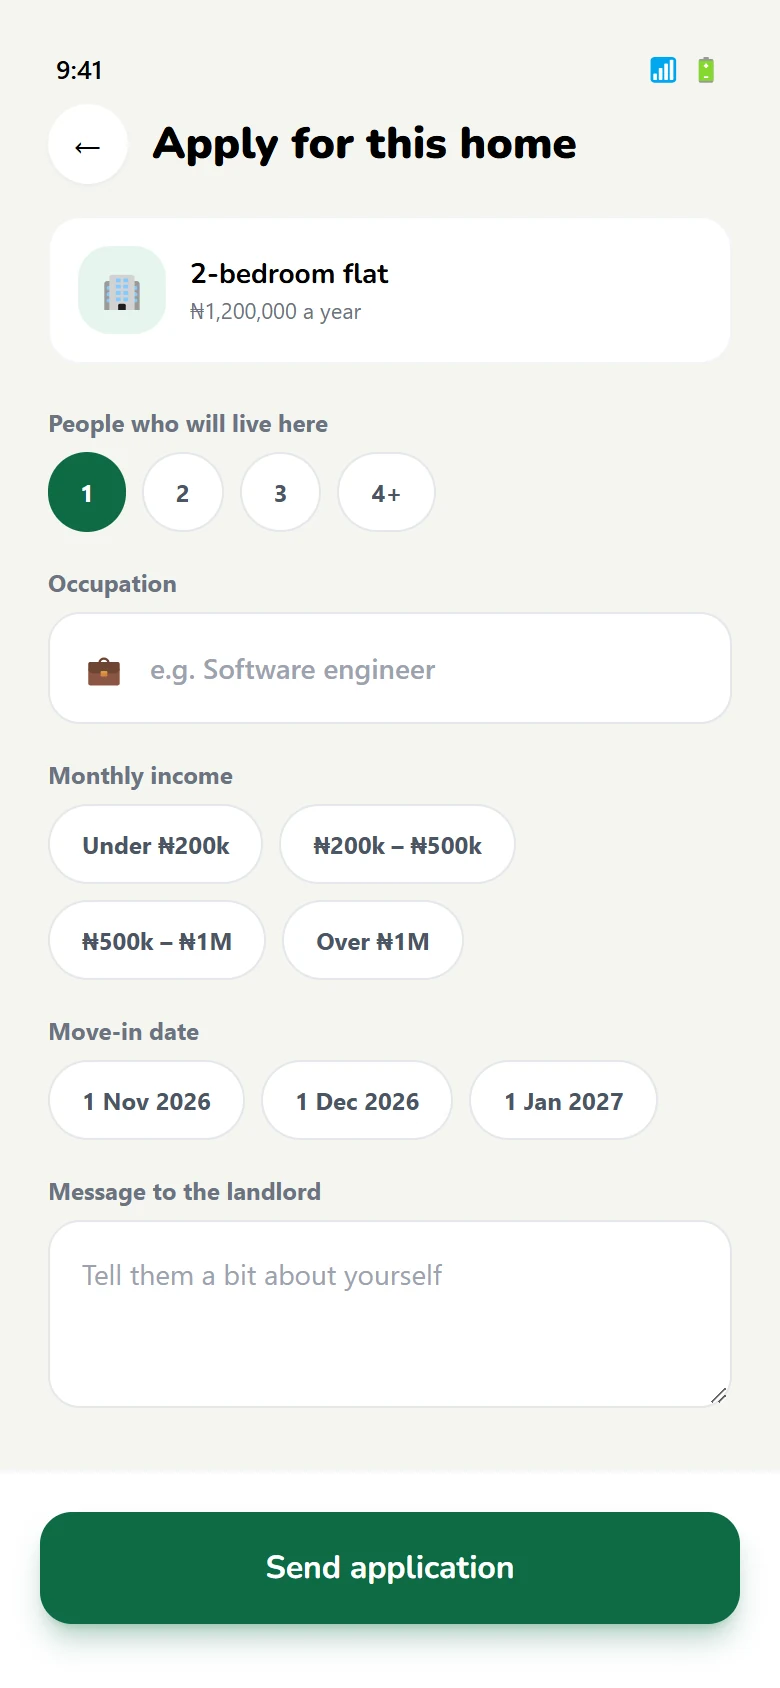 9:41
← Apply for this home
2-bedroom flat
₦1,200,000 a year
People who will live here
1 2 3 4+
Occupation
e.g. Software engineer
Monthly income
Under ₦200k ₦200k – ₦500k
₦500k – ₦1M Over ₦1M
Move-in date
1 Nov 2026 1 Dec 2026 1 Jan 2027
Message to the landlord
Tell them a bit about yourself
Send application